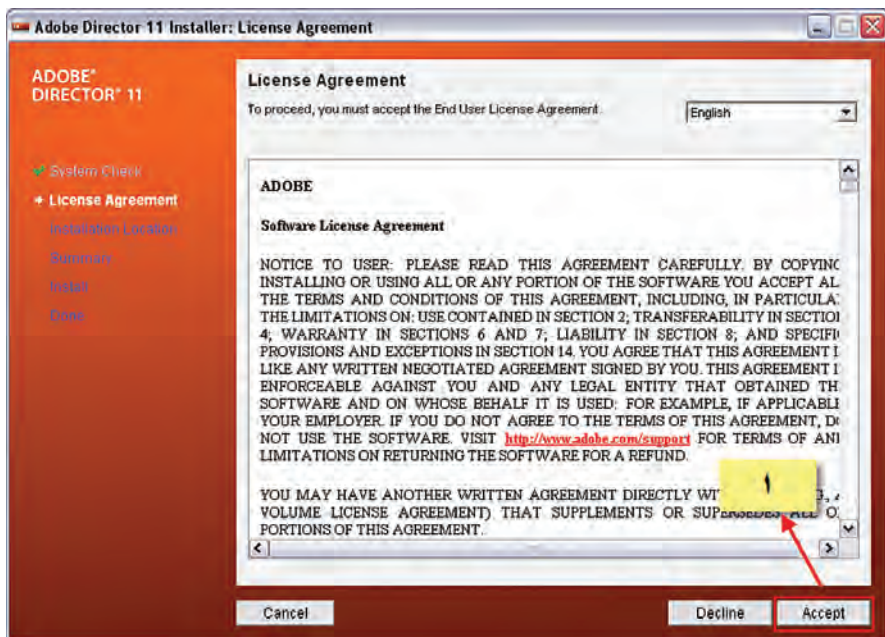 Adobe Director 11 Installer: License Agreement
ADOBE®
DIRECTOR® 11
System Check
License Agreement
Installation Location
Summary
Install
Done
License Agreement
To proceed, you must accept the End User License Agreement.
English
ADOBE
Software License Agreement
NOTICE TO USER: PLEASE READ THIS AGREEMENT CAREFULLY. BY COPYING
INSTALLING OR USING ALL OR ANY PORTION OF THE SOFTWARE YOU ACCEPT AL
THE TERMS AND CONDITIONS OF THIS AGREEMENT, INCLUDING, IN PARTICULA
THE LIMITATIONS ON: USE CONTAINED IN SECTION 2; TRANSFERABILITY IN SECTION
4; WARRANTY IN SECTIONS 6 AND 7; LIABILITY IN SECTION 8; AND SPECIFI
PROVISIONS AND EXCEPTIONS IN SECTION 14. YOU AGREE THAT THIS AGREEMENT I
LIKE ANY WRITTEN NEGOTIATED AGREEMENT SIGNED BY YOU. THIS AGREEMENT I
ENFORCEABLE AGAINST YOU AND ANY LEGAL ENTITY THAT OBTAINED TH
SOFTWARE AND ON WHOSE BEHALF IT IS USED: FOR EXAMPLE, IF APPLICABLE
YOUR EMPLOYER. IF YOU DO NOT AGREE TO THE TERMS OF THIS AGREEMENT, DO
NOT USE THE SOFTWARE. VISIT http://www.adobe.com/support FOR TERMS OF AND
LIMITATIONS ON RETURNING THE SOFTWARE FOR A REFUND.
YOU MAY HAVE ANOTHER WRITTEN AGREEMENT DIRECTLY
VOLUME LICENSE AGREEMENT) THAT SUPPLEMENTS OR SUPERSEDES ALL O
PORTIONS OF THIS AGREEMENT.
١
Cancel
Decline
Accept